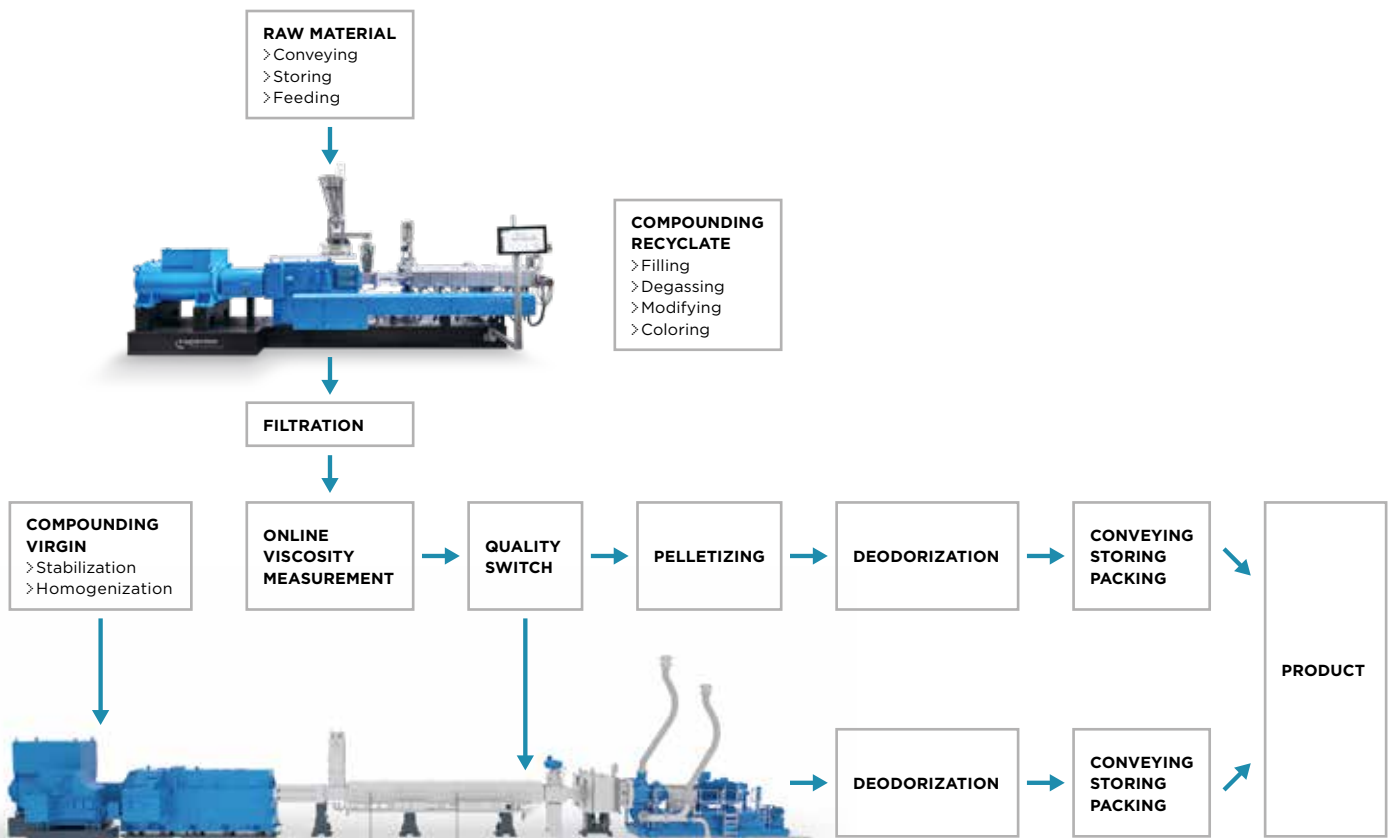 RAW MATERIAL
>Conveying
>Storing
>Feeding
COMPOUNDING
RECYCLATE
>Filling
>Degassing
>Modifying
>Coloring
FILTRATION
COMPOUNDING
VIRGIN
>Stabilization
>Homogenization
ONLINE
VISCOSITY
MEASUREMENT
QUALITY
SWITCH
PELLETIZING
DEODORIZATION
CONVEYING
STORING
PACKING
PRODUCT
DEODORIZATION
CONVEYING
STORING
PACKING